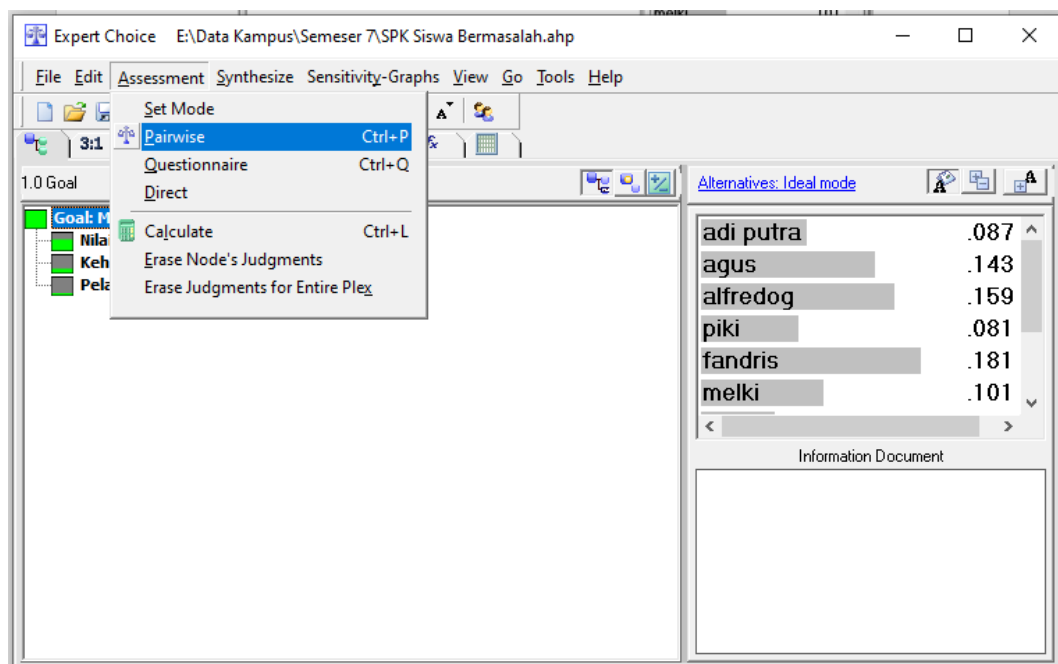 Expert Choice E:\Data Kampus\Semeser 7\SPK Siswa Bermasalah.ahp
File Edit Assessment Synthesize Sensitivity-Graphs View Go Tools Help
Set Mode
Pairwise Ctrl+P
Questionnaire Ctrl+Q
Direct
Calculate Ctrl+L
Erase Node's Judgments
Erase Judgments for Entire Plex
3:1
1.0 Goal
Goal: M
Nilai
Keh
Pela
Alternatives: Ideal mode
adi putra .087
agus .143
alfredog .159
piki .081
fandris .181
melki .101
Information Document